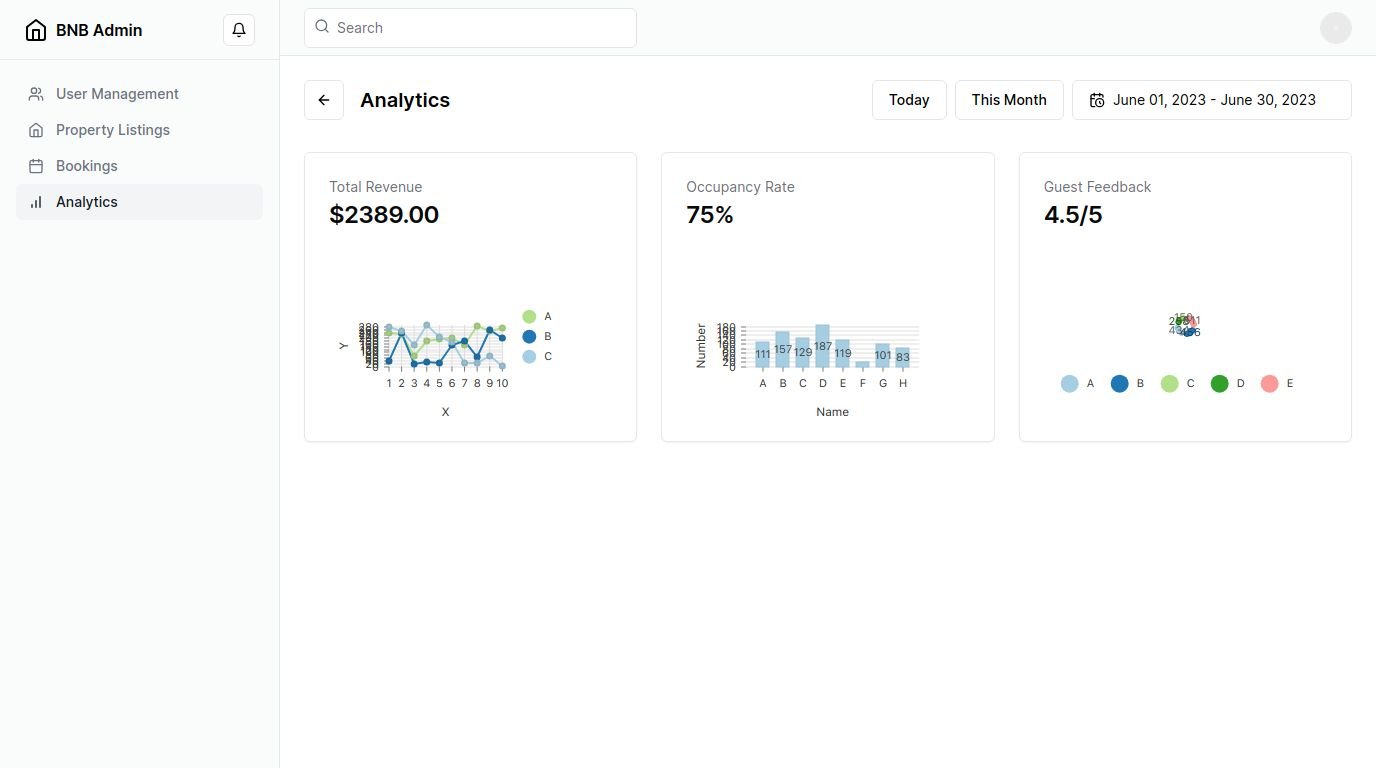 BNB Admin
Search
User Management
Property Listings
Bookings
Analytics
Analytics
Today
This Month
June 01, 2023 - June 30, 2023
Total Revenue
$2389.00
Y
1 2 3 4 5 6 7 8 9 10
X
A
B
C
Occupancy Rate
75%
Number
180
0
111 157 129 187 119 101 83
A B C D E F G H
Name
Guest Feedback
4.5/5
A B C D E